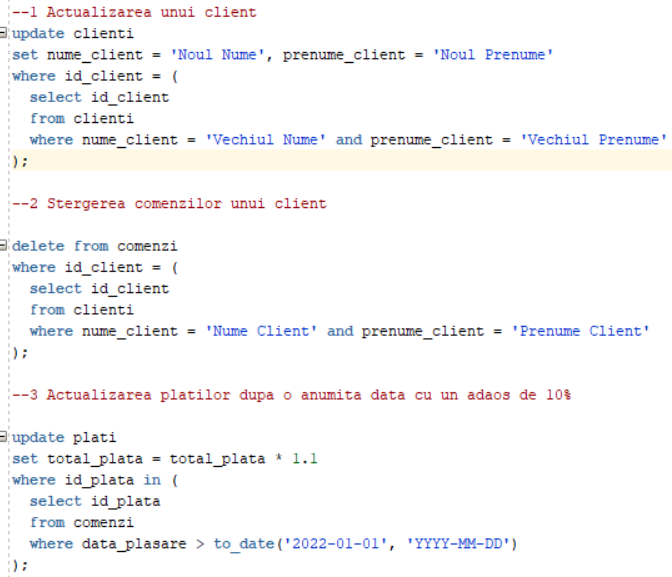 --1 Actualizarea unui client
update clienti
set nume_client = 'Noul Nume', prenume_client = 'Noul Prenume'
where id_client = (
  select id_client
  from clienti
  where nume_client = 'Vechiul Nume' and prenume_client = 'Vechiul Prenume'
);
--2 Stergerea comenzilor unui client
delete from comenzi
where id_client = (
  select id_client
  from clienti
  where nume_client = 'Nume Client' and prenume_client = 'Prenume Client'
);
--3 Actualizarea platilor dupa o anumita data cu un adaos de 10%
update plati
set total_plata = total_plata * 1.1
where id_plata in (
  select id_plata
  from comenzi
  where data_plasare > to_date('2022-01-01', 'YYYY-MM-DD')
);